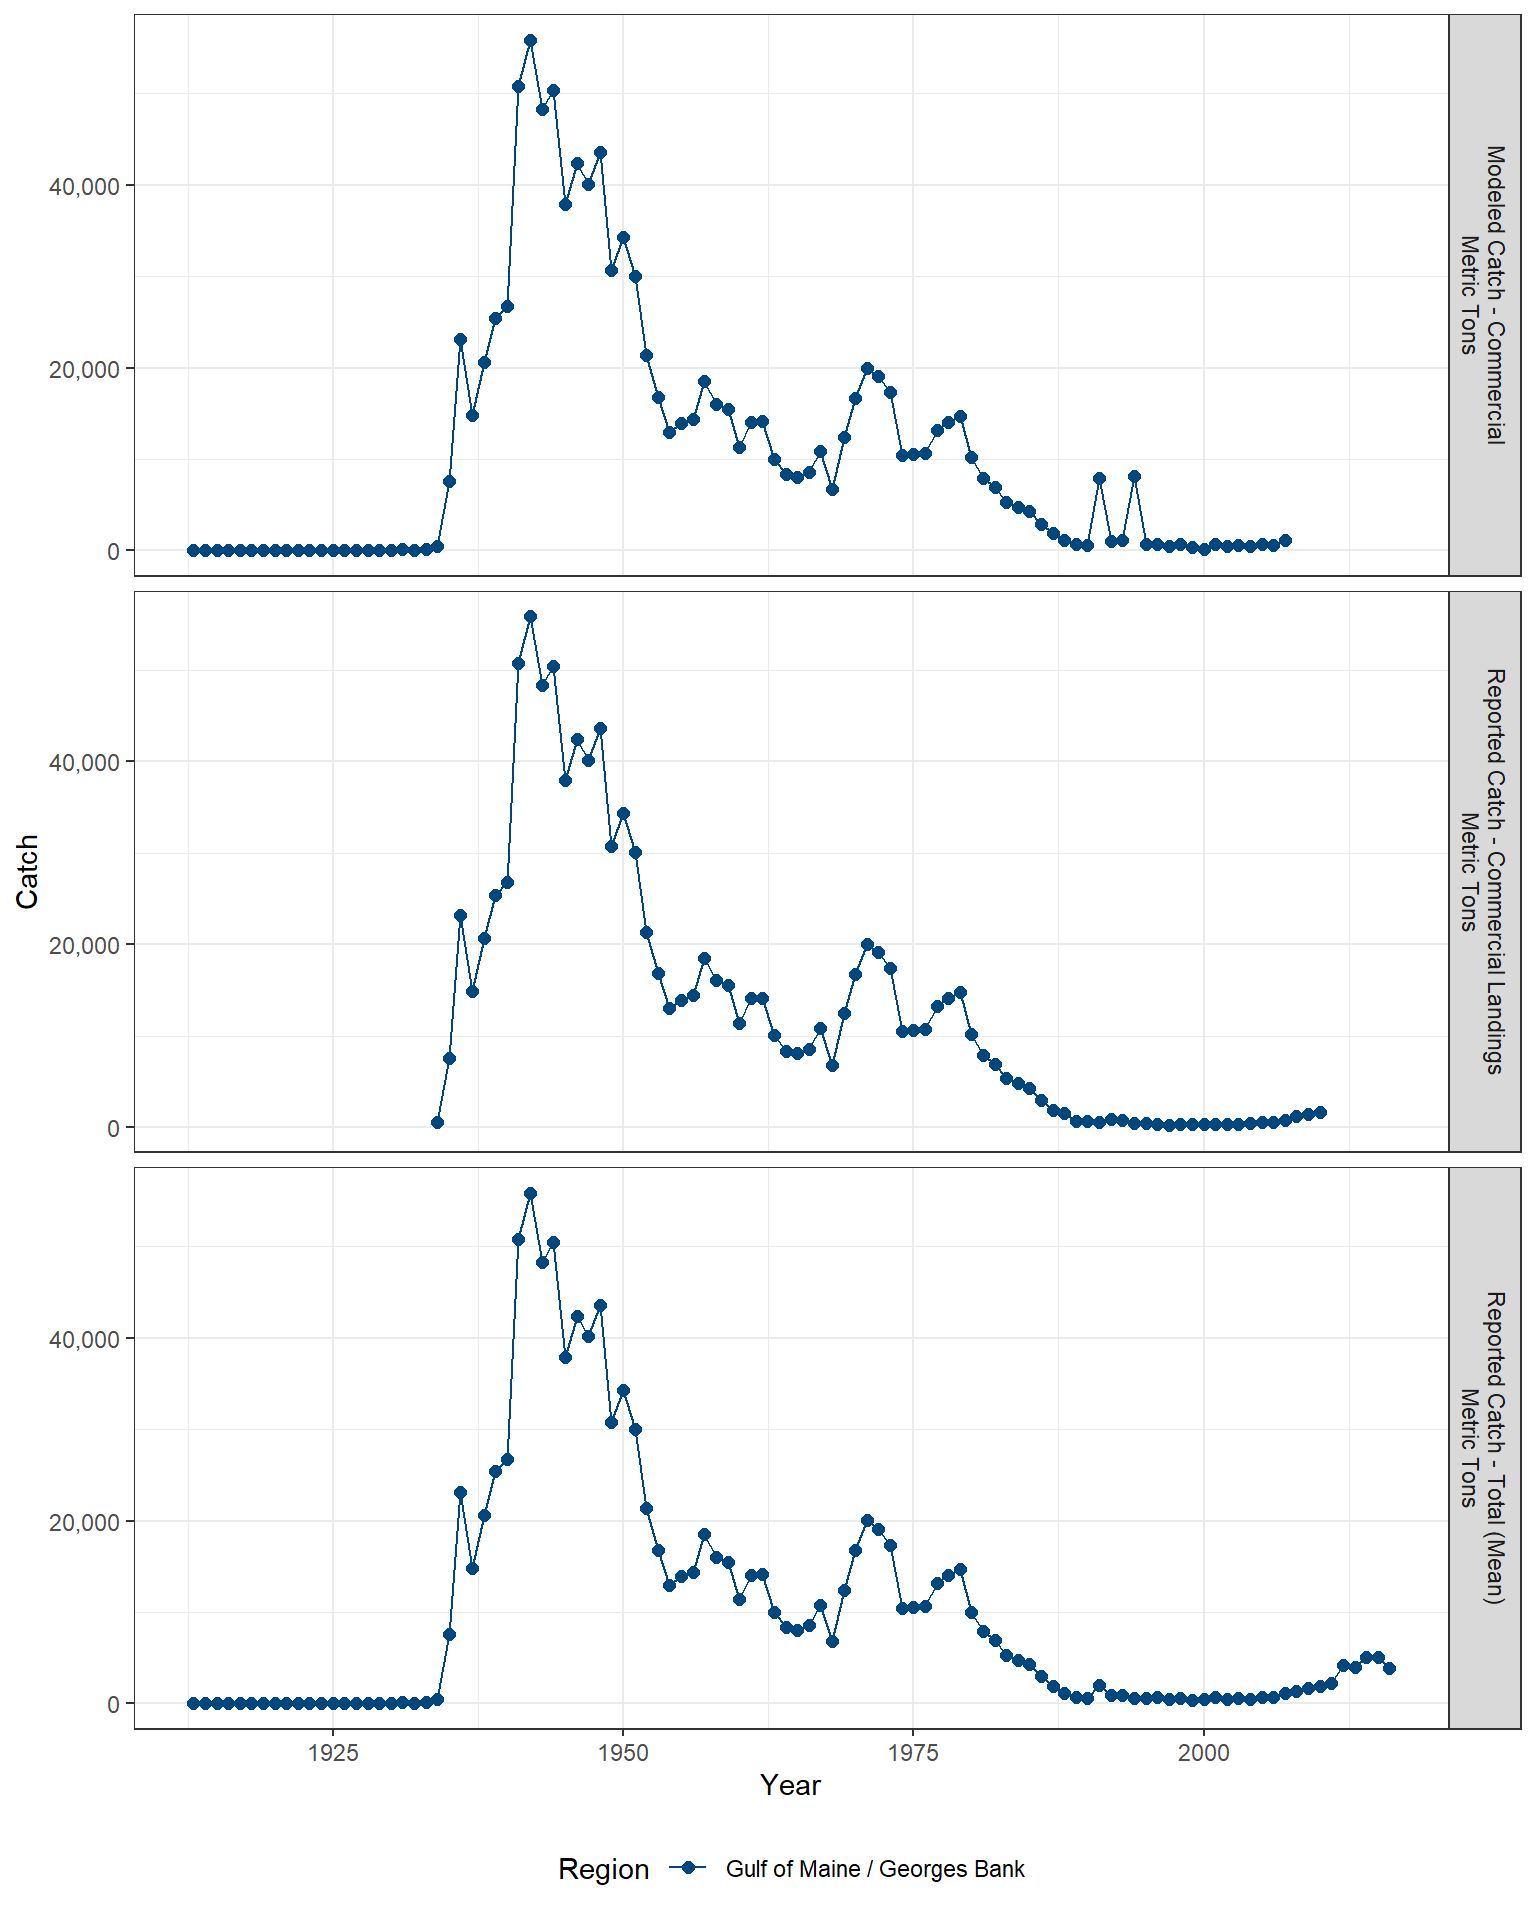 40,000
20,000
0
Modeled Catch - Commercial
Metric Tons
40,000
20,000
0
Reported Catch - Commercial Landings
Metric Tons
Catch
40,000
20,000
0
Reported Catch - Total (Mean)
Metric Tons
1925 1950 1975 2000
Year
Region Gulf of Maine / Georges Bank